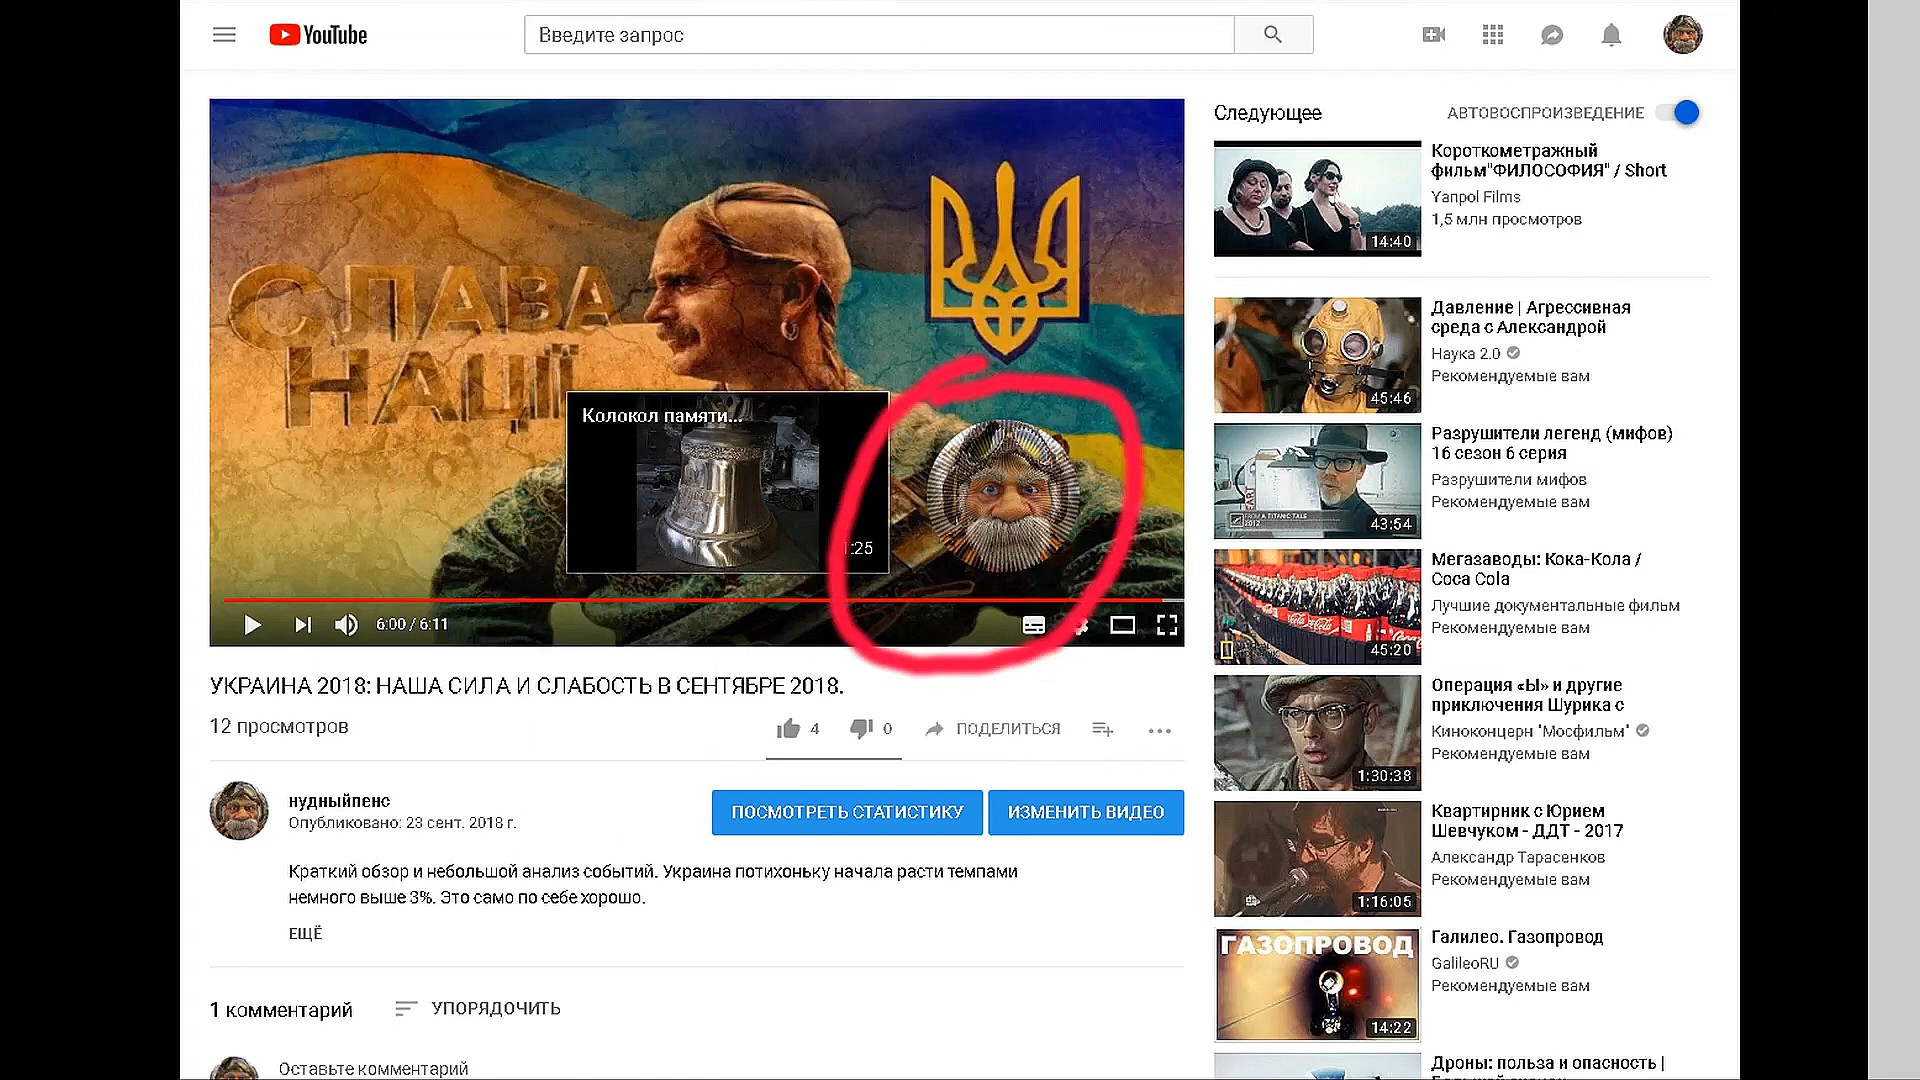 YouTube
Введите запрос
СЛАВА
НАЦІЇ
Колокол памяти...
1:25
6:00 / 6:11
УКРАИНА 2018: НАША СИЛА И СЛАБОСТЬ В СЕНТЯБРЕ 2018.
12 просмотров
4
0
ПОДЕЛИТЬСЯ
нудныйпенс
Опубликовано: 23 сент. 2018 г.
ПОСМОТРЕТЬ СТАТИСТИКУ
ИЗМЕНИТЬ ВИДЕО
Краткий обзор и небольшой анализ событий. Украина потихоньку начала расти темпами
немного выше 3%. Это само по себе хорошо.
ЕЩЁ
1 комментарий
УПОРЯДОЧИТЬ
Оставьте комментарий
Следующее
АВТОВОСПРОИЗВЕДЕНИЕ
Короткометражный
фильм"ФИЛОСОФИЯ" / Short
Yanpol Films
1,5 млн просмотров
14:40
Давление | Агрессивная
среда с Александрой
Наука 2.0
Рекомендуемые вам
45:46
Разрушители легенд (мифов)
16 сезон 6 серия
Разрушители мифов
Рекомендуемые вам
43:54
Мегазаводы: Кока-Кола /
Coca Cola
Лучшие документальные фильм
Рекомендуемые вам
45:20
Операция «Ы» и другие
приключения Шурика с
Киноконцерн "Мосфильм"
Рекомендуемые вам
1:30:38
Квартирник с Юрием
Шевчуком - ДДТ - 2017
Александр Тарасенков
Рекомендуемые вам
1:16:05
ГАЗОПРОВОД
Галилео. Газопровод
GalileoRU
Рекомендуемые вам
14:22
Дроны: польза и опасность |